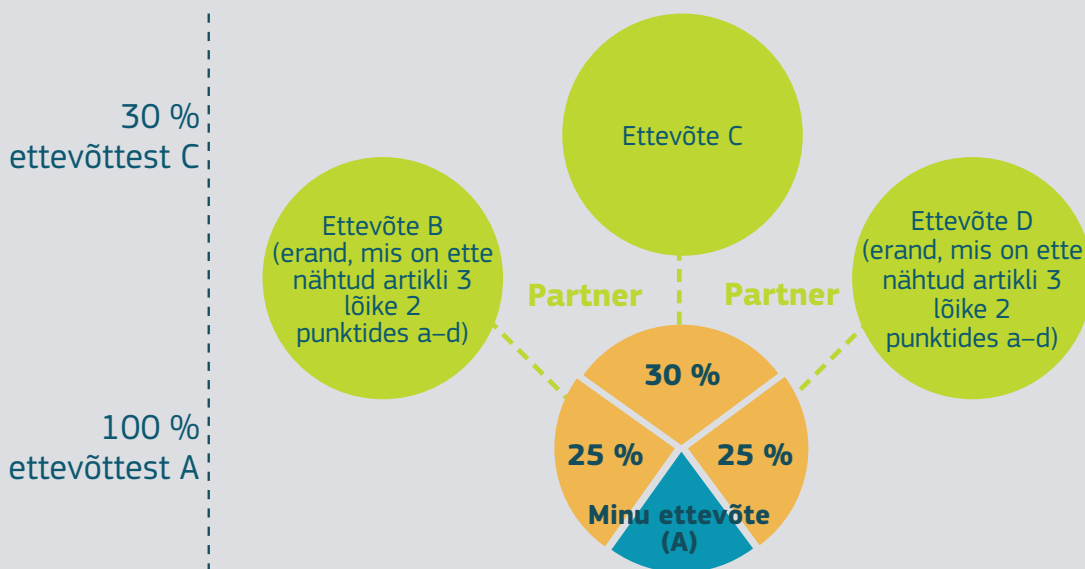 30 %
ettevõttest C
Ettevõte C
Ettevõte B
(erand, mis on ette
nähtud artikli 3
lõike 2
punktides a–d)
Ettevõte D
(erand, mis on ette
nähtud artikli 3
lõike 2
punktides a–d)
Partner
Partner
30 %
100 %
ettevõttest A
25 %
25 %
Minu ettevõte
(A)